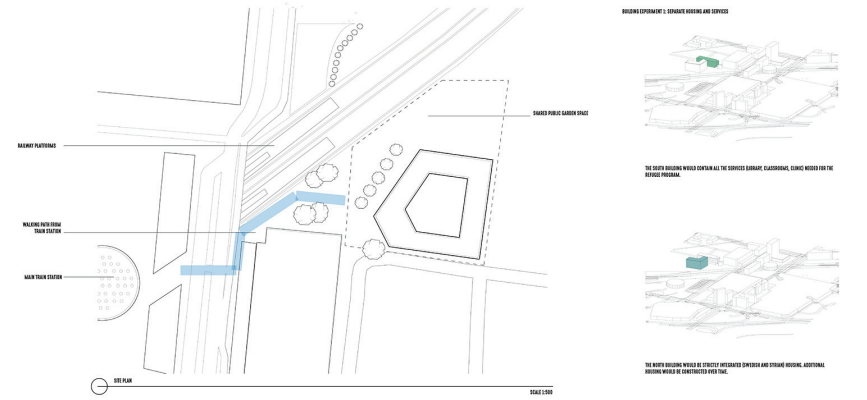 BUILDING EXPERIMENT 1: SEPARATE HOUSING AND SERVICES
SHARED PUBLIC GARDEN SPACE
RAILWAY PLATFORMS
THE SOUTH BUILDING WOULD CONTAIN ALL THE SERVICES (LIBRARY, CLASSROOMS, CLINIC) NEEDED FOR THE
REFUGEE PROGRAM.
WALKING PATH FROM
TRAIN STATION
MAIN TRAIN STATION
THE NORTH BUILDING WOULD BE STRICTLY INTEGRATED (SWEDISH AND SYRIAN) HOUSING. ADDITIONAL
HOUSING WOULD BE CONSTRUCTED OVER TIME.
SITE PLAN
SCALE 1:500